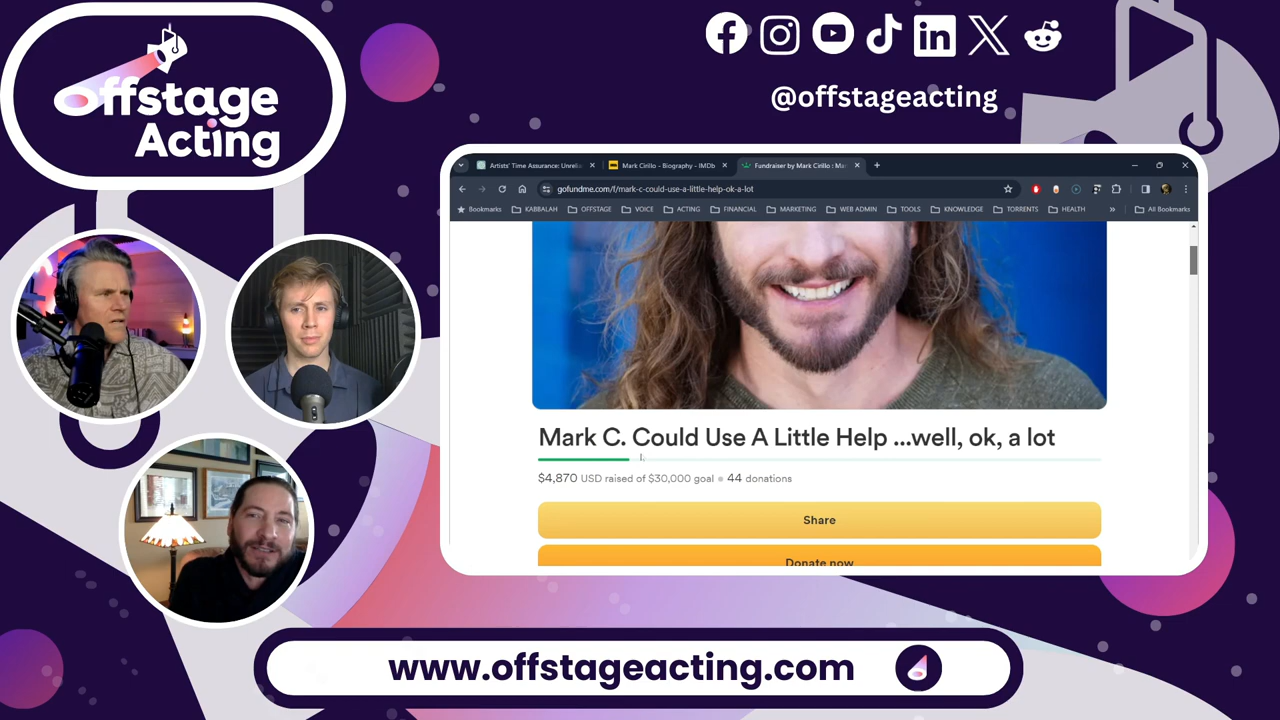 offstage
Acting
@offstageacting
Artists' Time Assurance: Unrelia
Mark Cirillo - Biography - IMDb
Fundraiser by Mark Cirillo : Mar
gofundme.com/f/mark-c-could-use-a-little-help-ok-a-lot
Bookmarks KABBALAH OFFSTAGE VOICE ACTING FINANCIAL MARKETING WEB ADMIN TOOLS KNOWLEDGE TORRENTS HEALTH » All Bookmarks
Mark C. Could Use A Little Help ...well, ok, a lot
$4,870 USD raised of $30,000 goal • 44 donations
Share
Donate now
www.offstageacting.com